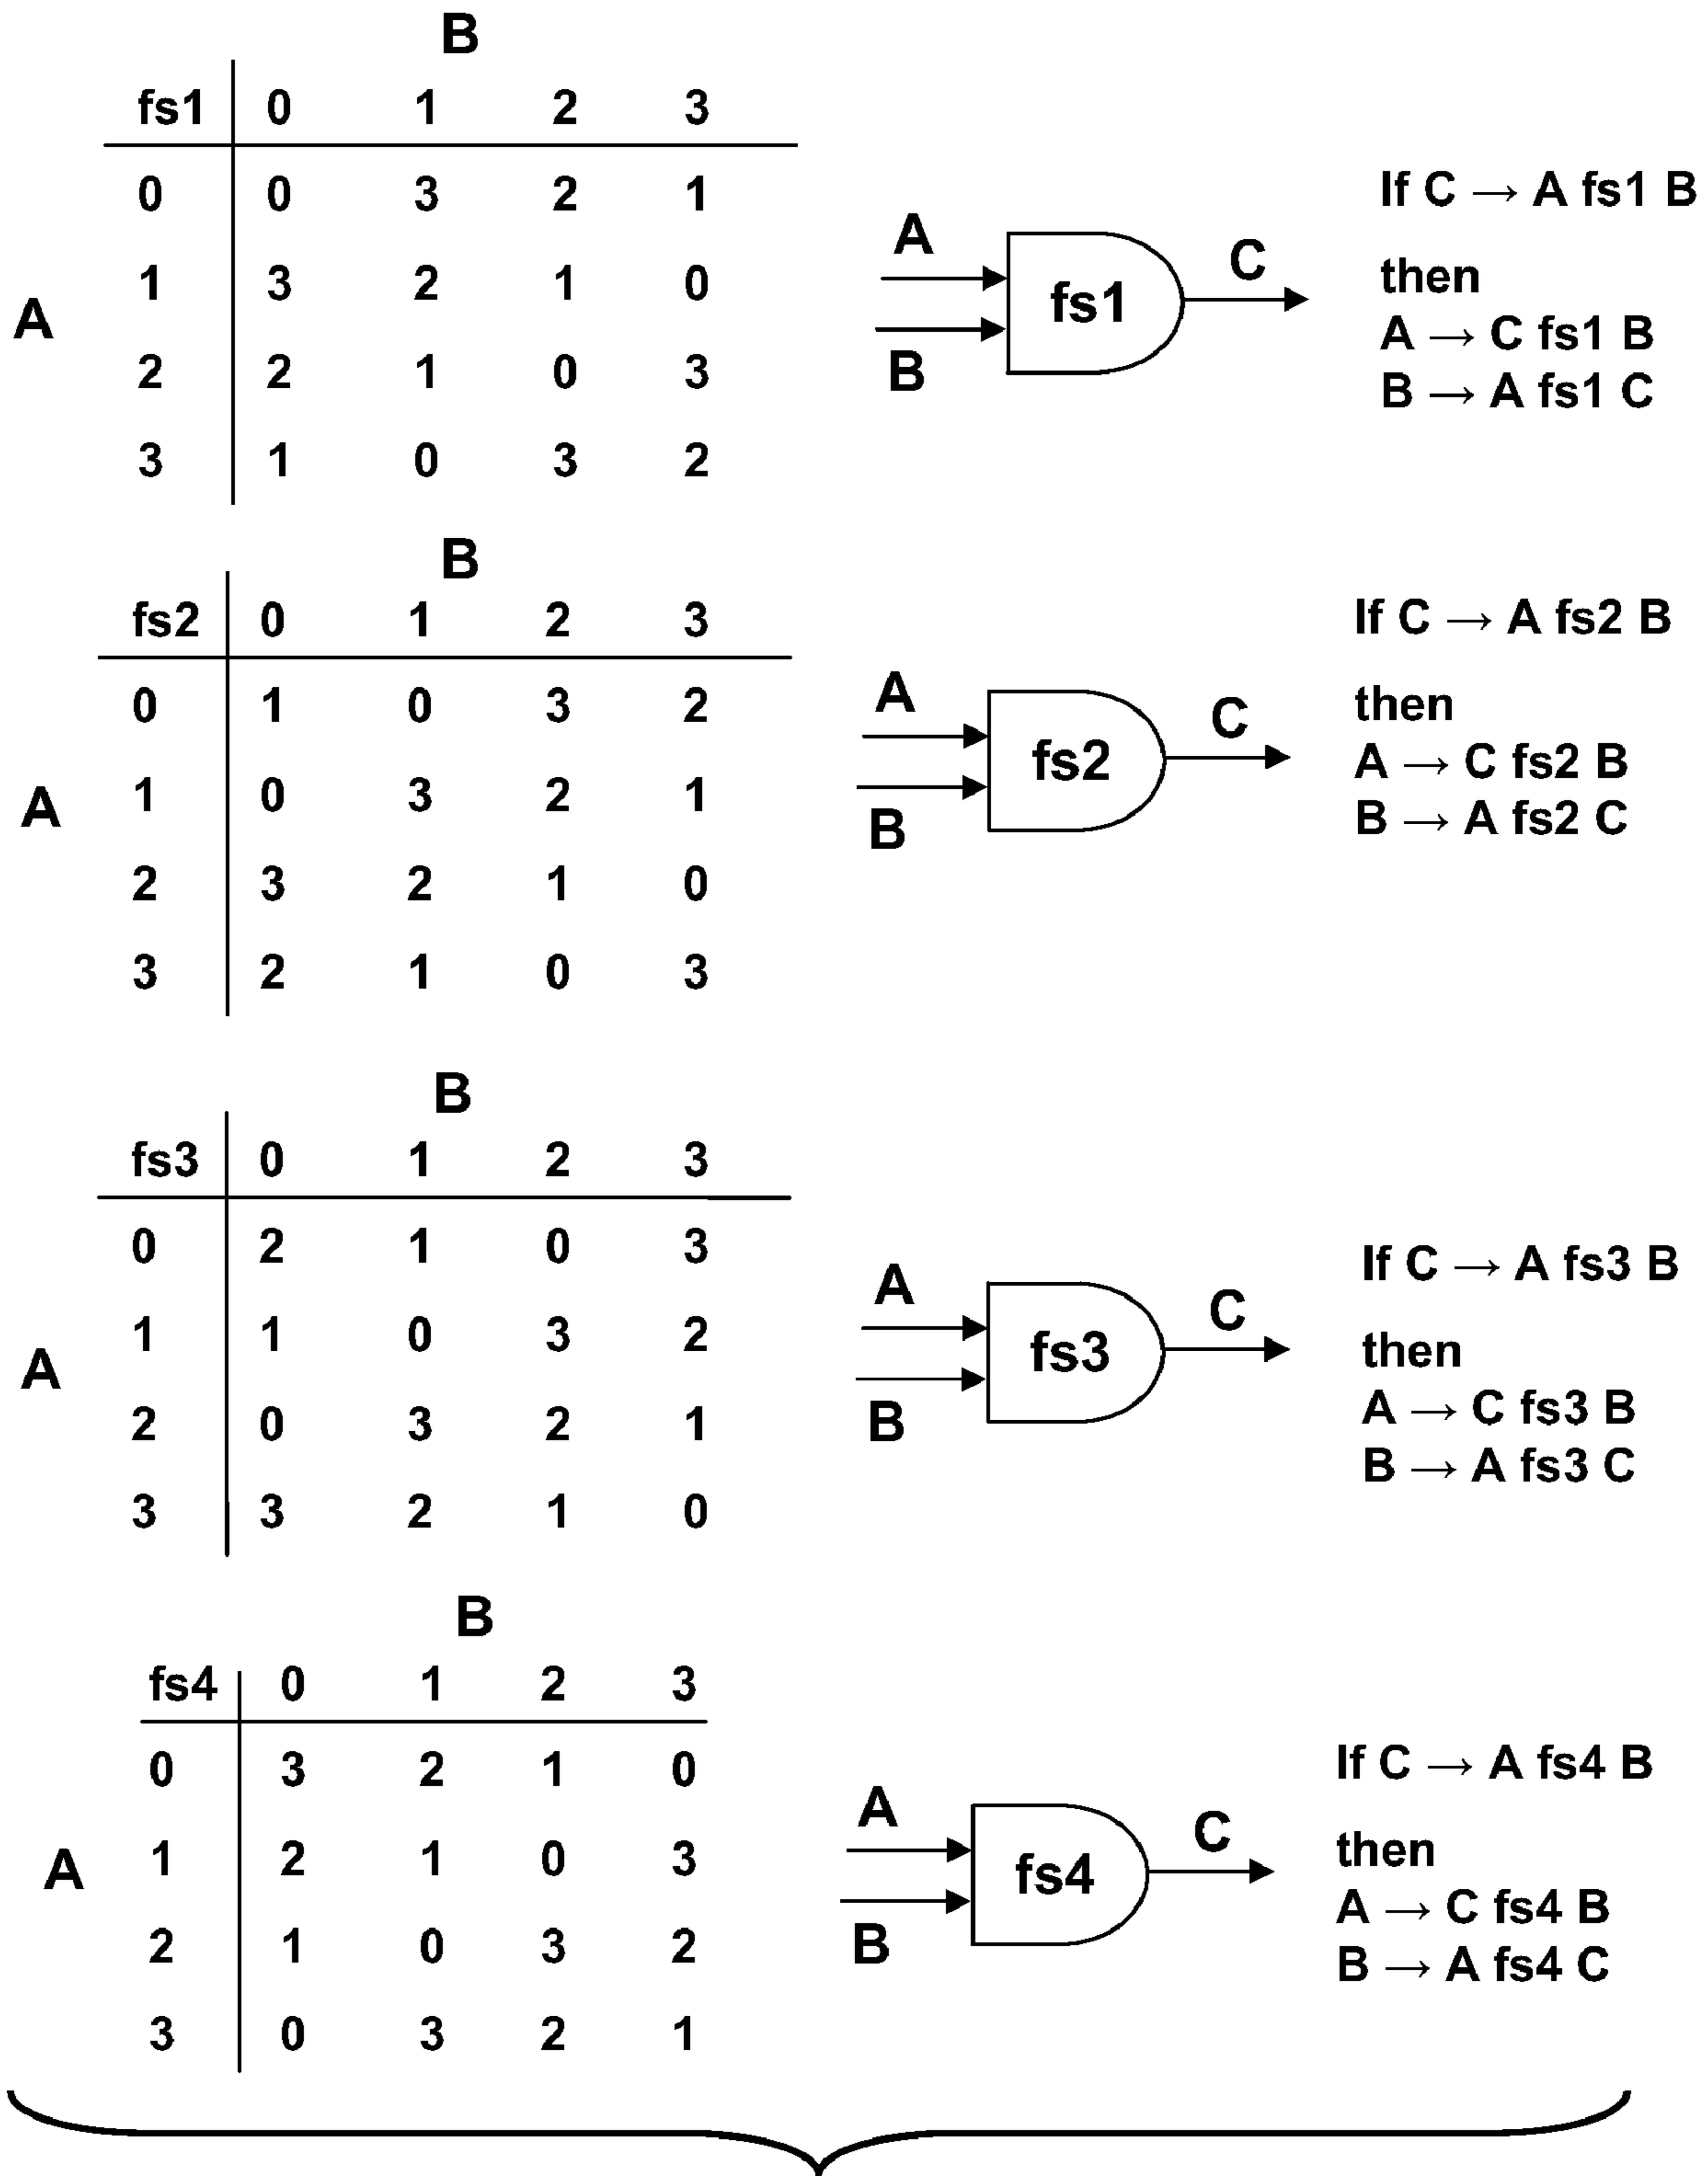 B
fs1 0 1 2 3
0 0 3 2 1
1 3 2 1 0
A
2 2 1 0 3
3 1 0 3 2
A
B
fs1
C
If C → A fs1 B
then
A → C fs1 B
B → A fs1 C
B
fs2 0 1 2 3
0 1 0 3 2
1 0 3 2 1
A
2 3 2 1 0
3 2 1 0 3
A
B
fs2
C
If C → A fs2 B
then
A → C fs2 B
B → A fs2 C
B
fs3 0 1 2 3
0 2 1 0 3
1 1 0 3 2
A
2 0 3 2 1
3 3 2 1 0
A
B
fs3
C
If C → A fs3 B
then
A → C fs3 B
B → A fs3 C
B
fs4 0 1 2 3
0 3 2 1 0
1 2 1 0 3
A
2 1 0 3 2
3 0 3 2 1
A
B
fs4
C
If C → A fs4 B
then
A → C fs4 B
B → A fs4 C